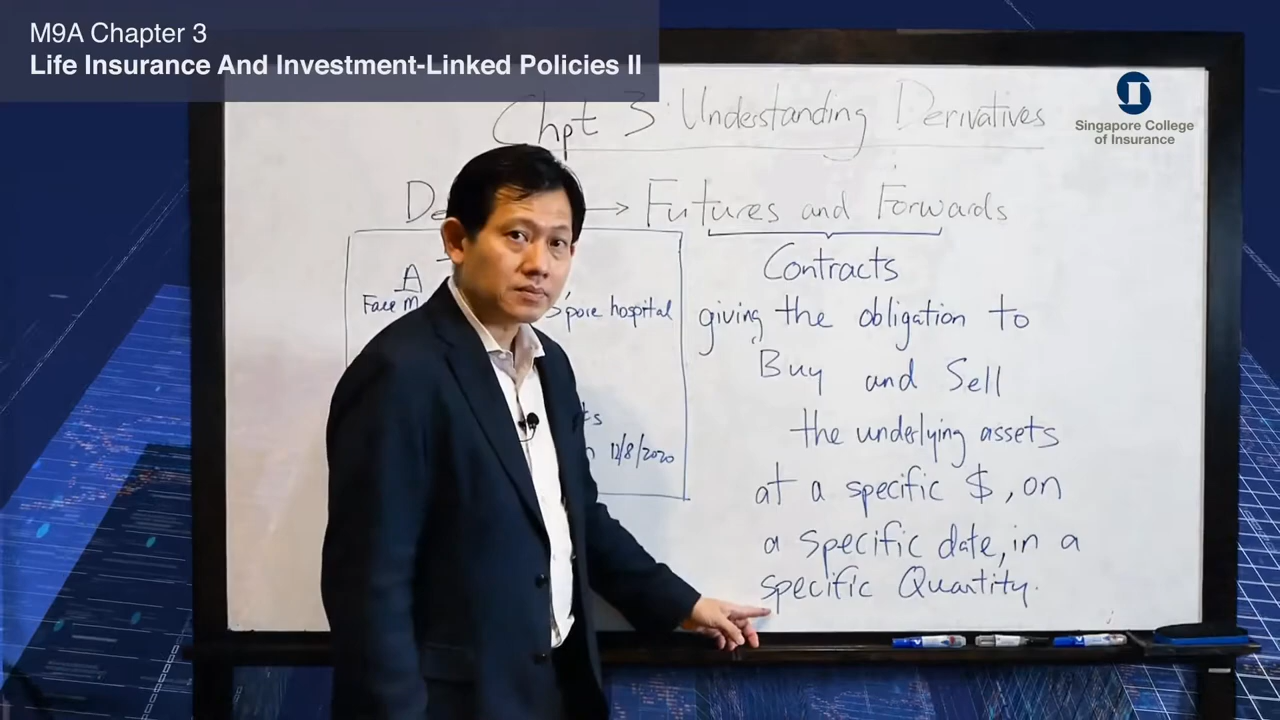 M9A Chapter 3
Life Insurance And Investment-Linked Policies II
Singapore College
of Insurance
Chpt 3: Understanding Derivatives
→ Futures and Forwards
A
Face
S'pore hospital
12/8/2020
Contracts
giving the obligation to
Buy and Sell
the underlying assets
at a specific $, on
a specific date, in a
specific Quantity.